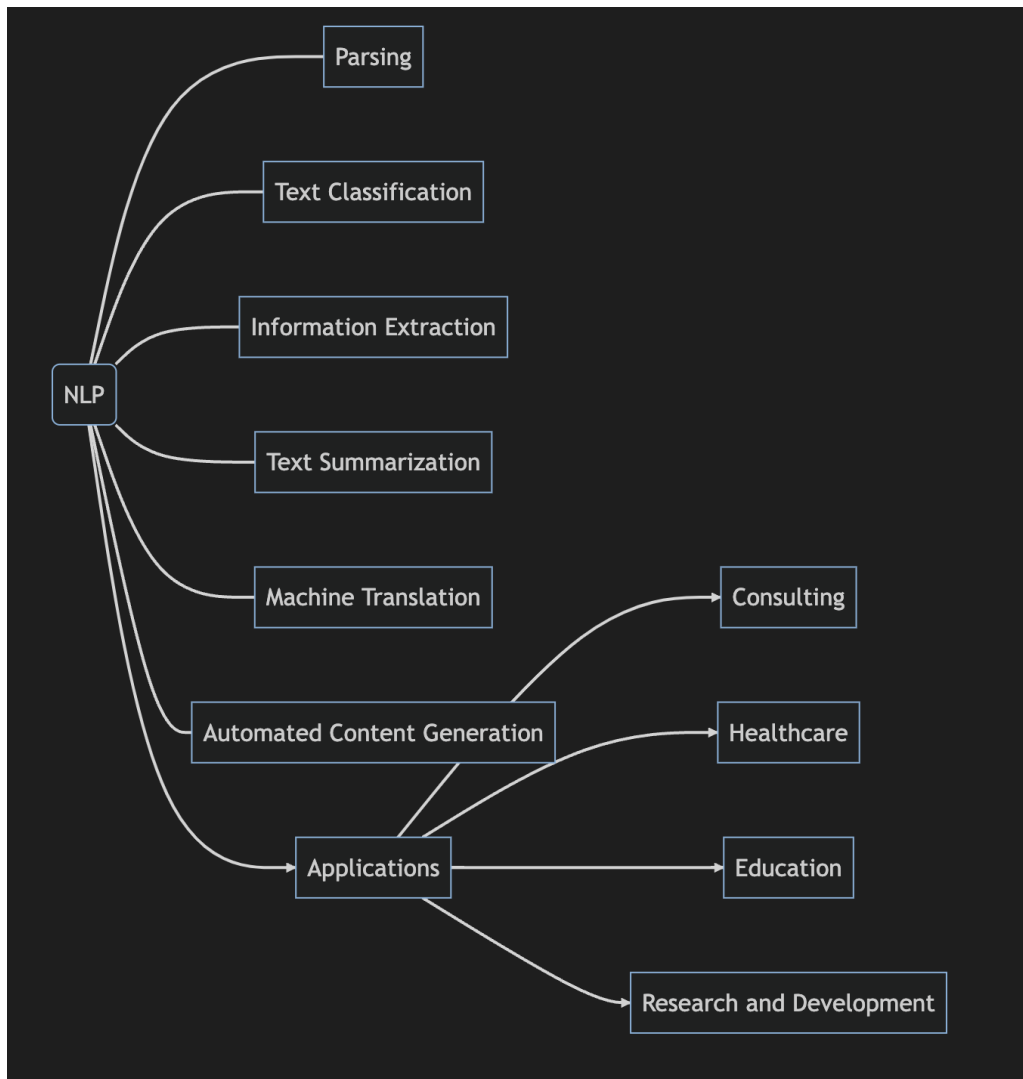 Parsing
Text Classification
Information Extraction
NLP
Text Summarization
Machine Translation
Consulting
Automated Content Generation
Healthcare
Applications
Education
Research and Development